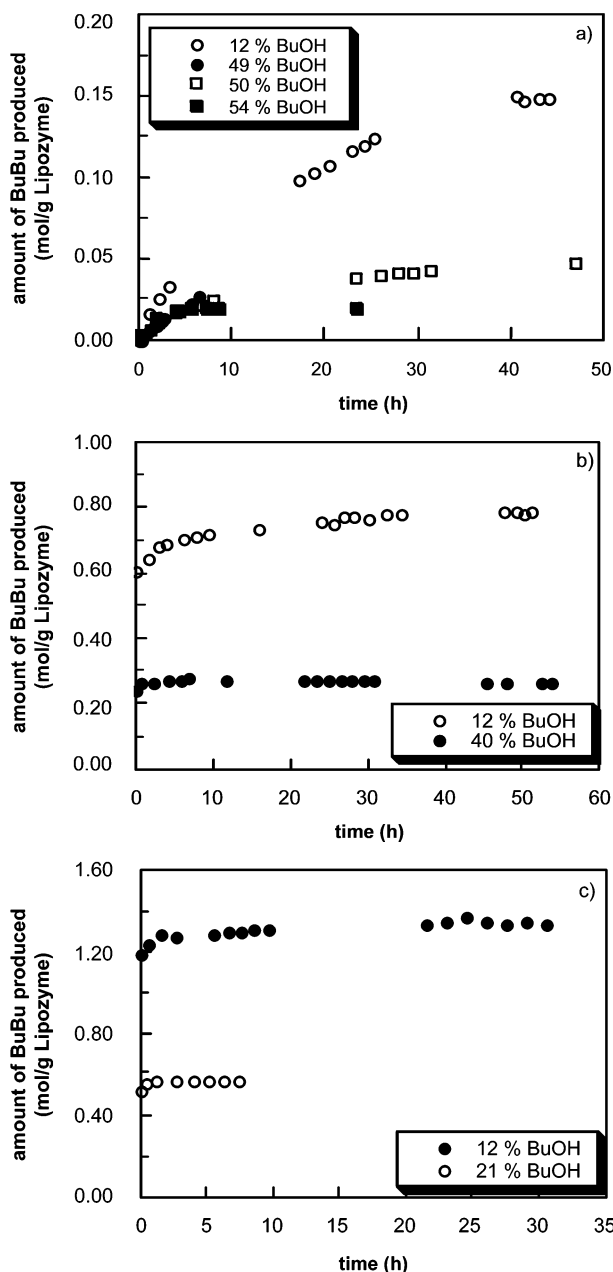 a)
12 % BuOH
49 % BuOH
50 % BuOH
54 % BuOH
amount of BuBu produced
(mol/g Lipozyme)
0.20
0.15
0.10
0.05
0.00
0 10 20 30 40 50
time (h)
b)
12 % BuOH
40 % BuOH
amount of BuBu produced
(mol/g Lipozyme)
1.00
0.80
0.60
0.40
0.20
0.00
0 10 20 30 40 50 60
time (h)
c)
12 % BuOH
21 % BuOH
amount of BuBu produced
(mol/g Lipozyme)
1.60
1.20
0.80
0.40
0.00
0 5 10 15 20 25 30 35
time (h)